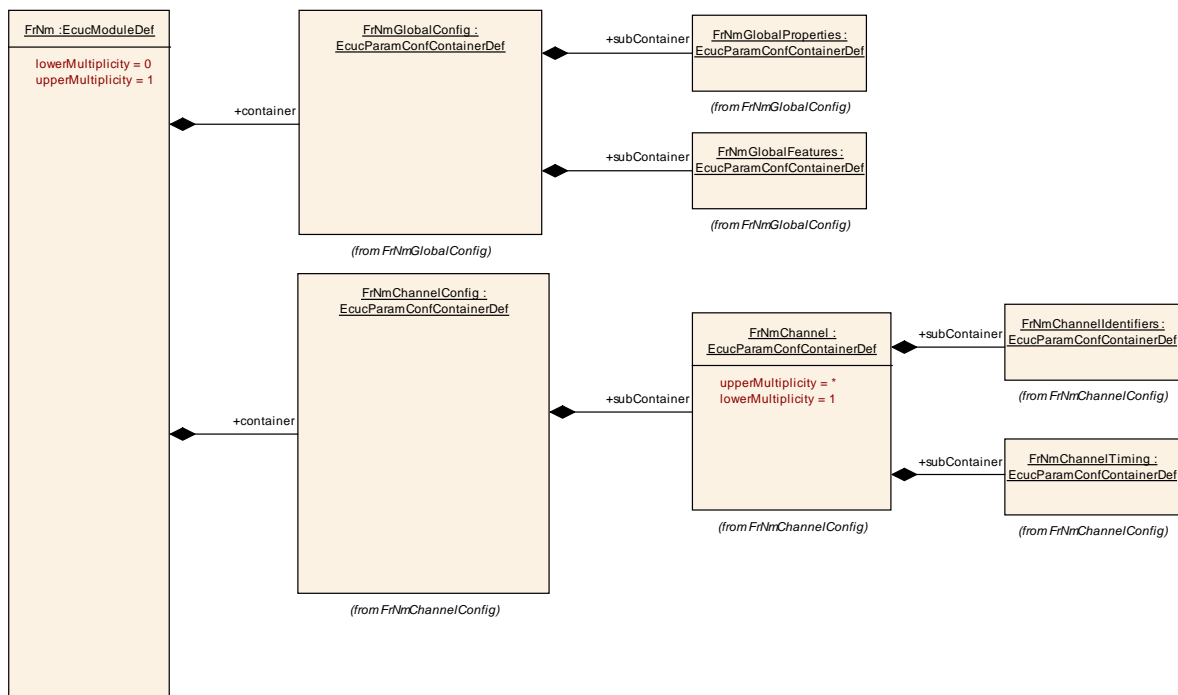 FrNm :EcucModuleDef
lowerMultiplicity = 0
upperMultiplicity = 1
+container
FrNmGlobalConfig :
EcucParamConfContainerDef
(from FrNmGlobalConfig)
+subContainer
FrNmGlobalProperties :
EcucParamConfContainerDef
(from FrNmGlobalConfig)
+subContainer
FrNmGlobalFeatures :
EcucParamConfContainerDef
(from FrNmGlobalConfig)
+container
FrNmChannelConfig :
EcucParamConfContainerDef
(from FrNmChannelConfig)
+subContainer
FrNmChannel :
EcucParamConfContainerDef
upperMultiplicity = *
lowerMultiplicity = 1
(from FrNmChannelConfig)
+subContainer
FrNmChannelIdentifiers :
EcucParamConfContainerDef
(from FrNmChannelConfig)
+subContainer
FrNmChannelTiming :
EcucParamConfContainerDef
(from FrNmChannelConfig)